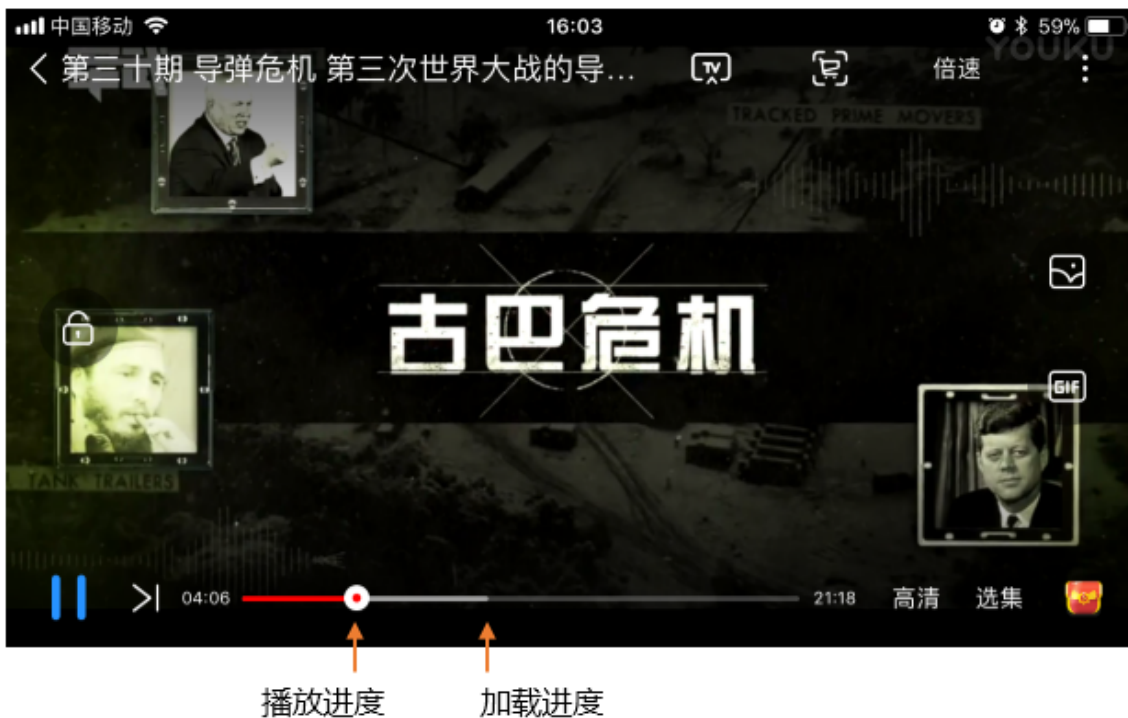 中国移动
16:03
59%
YOUKU
第三十期 导弹危机 第三次世界大战的导...
TV
倍速
TRACKED PRIME MOVERS
古巴危机
GIF
TANK TRAILERS
04:06
21:18
高清
选集
播放进度
加载进度